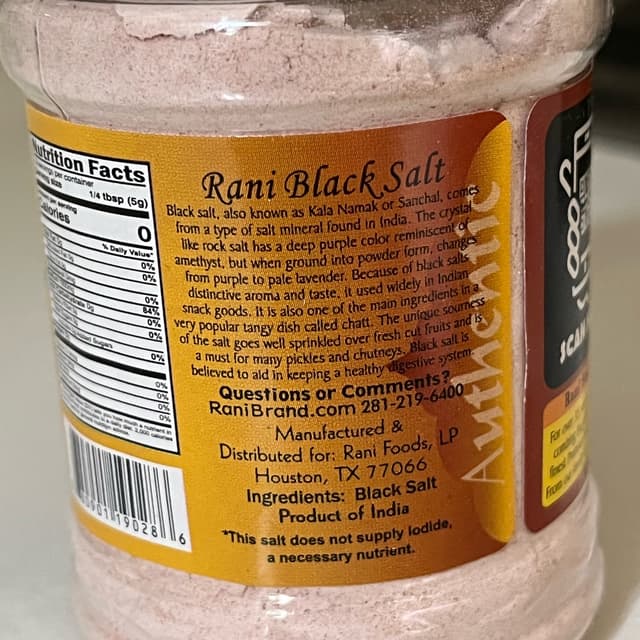 Nutrition Facts
1/4 tbsp (5g)
0
% Daily Value*
0%
0%
0%
84%
0%
0%
0%
0%
0%
0%
0%
19028 6
Rani Black Salt
Black salt, also known as Kala Namak or Sanchal, comes
from a type of salt mineral found in India. The crystal
like rock salt has a deep purple color reminiscent of
amethyst, but when ground into powder form, changes
from purple to pale lavender. Because of black salts
distinctive aroma and taste, it used widely in Indian
snack goods. It is also one of the main ingredients in a
very popular tangy dish called chatt. The unique sourness
of the salt goes well sprinkled over fresh cut fruits and is
a must for many pickles and chutneys. Black salt is
believed to aid in keeping a healthy digestive system.
Questions or Comments?
RaniBrand.com 281-219-6400
Manufactured &
Distributed for: Rani Foods, LP
Houston, TX 77066
Ingredients: Black Salt
Product of India
*This salt does not supply Iodide,
a necessary nutrient.
Authentic
SCAN